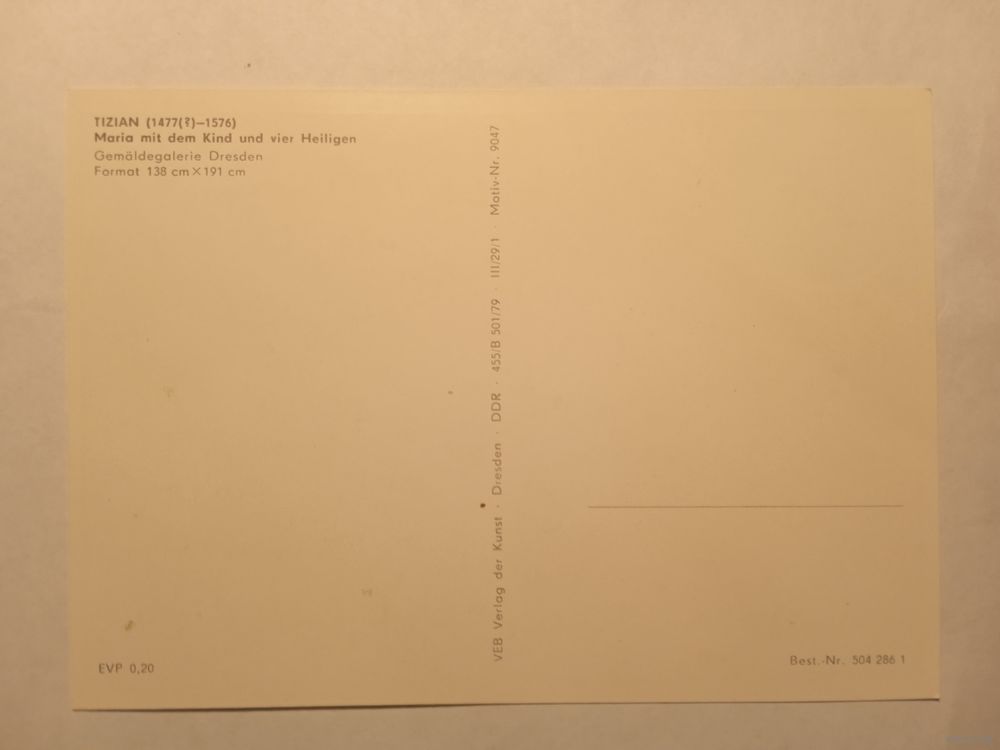 TIZIAN (1477(?)—1576)
Maria mit dem Kind und vier Heiligen
Gemäldegalerie Dresden
Format 138 cm×191 cm
VEB Verlag der Kunst · Dresden · DDR · 455/B 501/79 · III/29/1 · Motiv-Nr. 9047
EVP 0,20
Best.-Nr. 504 286 1